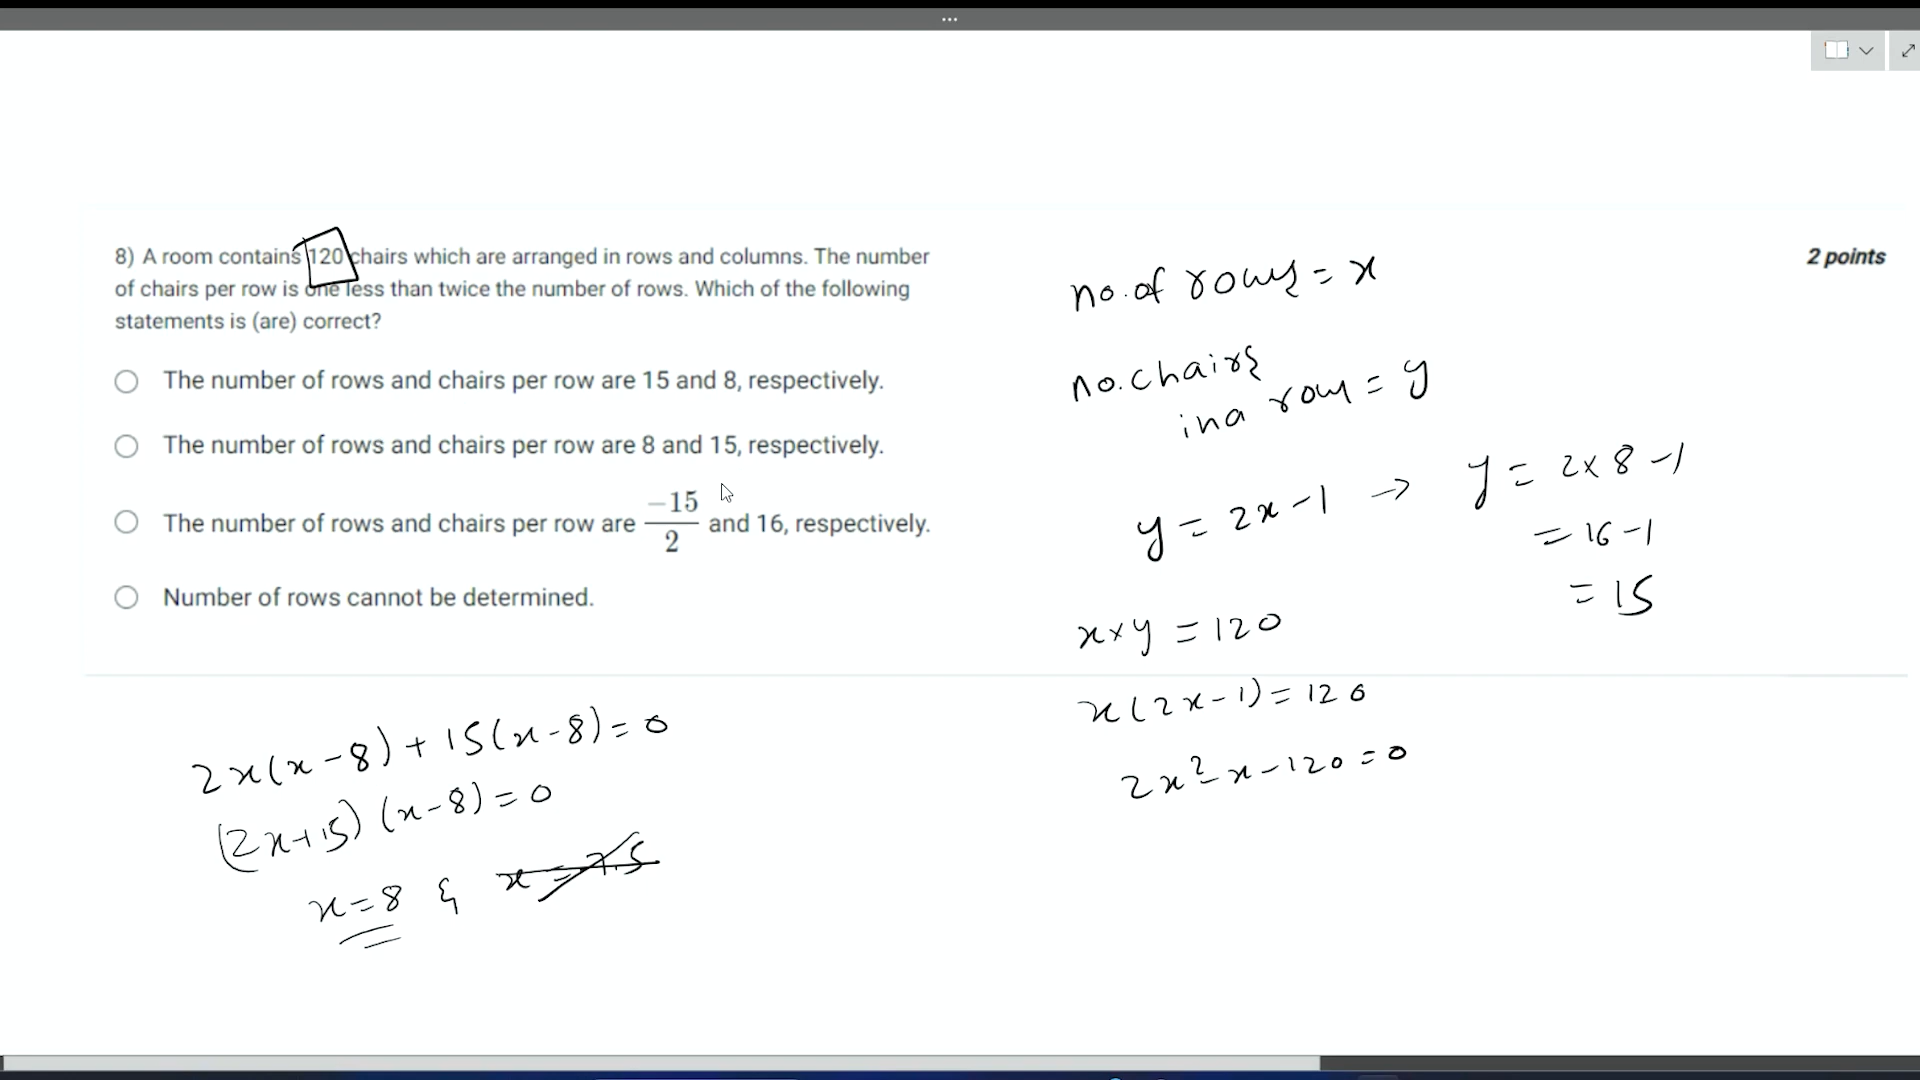 8) A room contains 120 chairs which are arranged in rows and columns. The number
of chairs per row is one less than twice the number of rows. Which of the following
statements is (are) correct?
2 points
The number of rows and chairs per row are 15 and 8, respectively.
The number of rows and chairs per row are 8 and 15, respectively.
The number of rows and chairs per row are -15/2 and 16, respectively.
Number of rows cannot be determined.
no. of rows = x
no. chairs
in a row = y
y = 2x - 1 → y = 2 x 8 - 1
= 16 - 1
= 15
x x y = 120
x(2x - 1) = 120
2x² - x - 120 = 0
2x(x - 8) + 15(x - 8) = 0
(2x + 15) (x - 8) = 0
x = 8 & x = 7.5